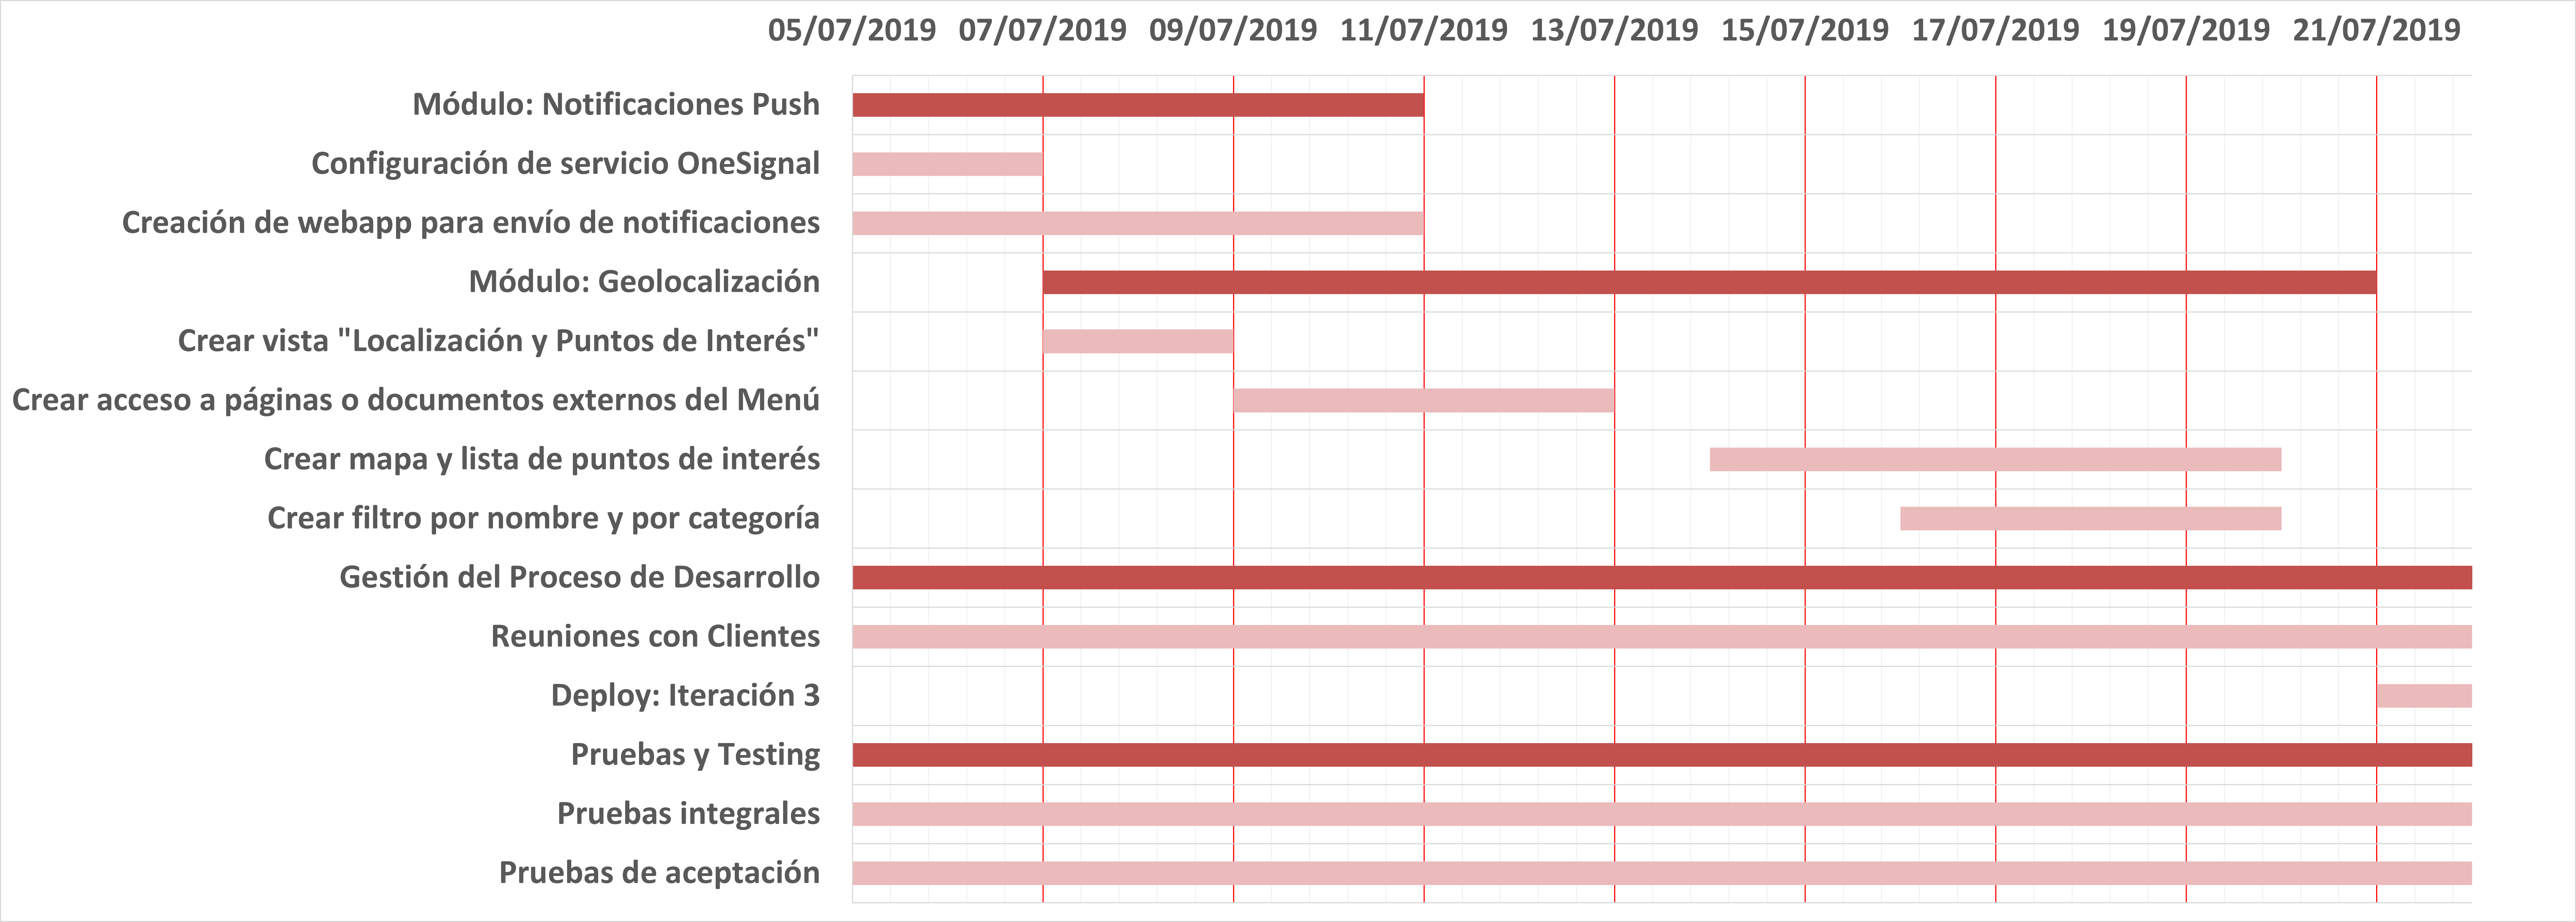 05/07/2019 07/07/2019 09/07/2019 11/07/2019 13/07/2019 15/07/2019 17/07/2019 19/07/2019 21/07/2019
Módulo: Notificaciones Push
Configuración de servicio OneSignal
Creación de webapp para envío de notificaciones
Módulo: Geolocalización
Crear vista "Localización y Puntos de Interés"
Crear acceso a páginas o documentos externos del Menú
Crear mapa y lista de puntos de interés
Crear filtro por nombre y por categoría
Gestión del Proceso de Desarrollo
Reuniones con Clientes
Deploy: Iteración 3
Pruebas y Testing
Pruebas integrales
Pruebas de aceptación